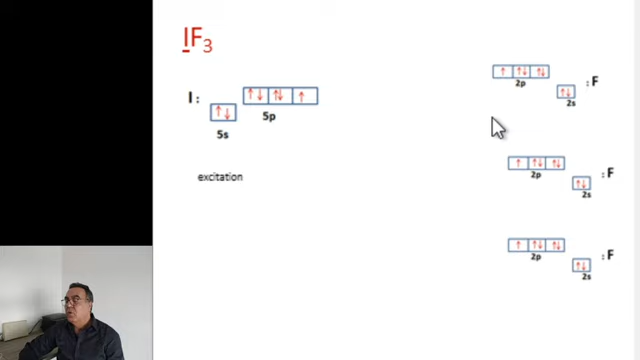 IF₃
I :
5s
5p
2p
2s
: F
excitation
2p
2s
: F
2p
2s
: F